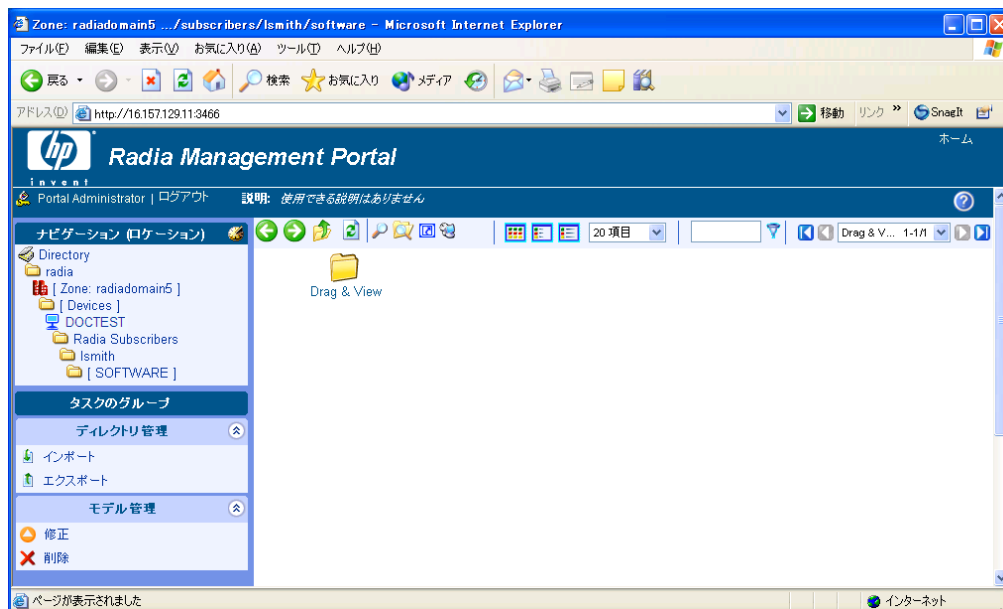 Zone: radiadomain5 .../subscribers/lsmith/software - Microsoft Internet Explorer
ファイル(F) 編集(E) 表示(V) お気に入り(A) ツール(T) ヘルプ(H)
戻る 検索 お気に入り メディア
アドレス(D) http://16.157.129.11:3466 移動 リンク » SnagIt
hp
invent
Radia Management Portal
ホーム
Portal Administrator | ログアウト 説明: 使用できる説明はありません
ナビゲーション (ロケーション)
20 項目
Drag & V... 1-1/1
Directory
radia
[ Zone: radiadomain5 ]
[ Devices ]
DOCTEST
Radia Subscribers
lsmith
[ SOFTWARE ]
Drag & View
タスクのグループ
ディレクトリ管理
インポート
エクスポート
モデル管理
修正
削除
ページが表示されました
インターネット